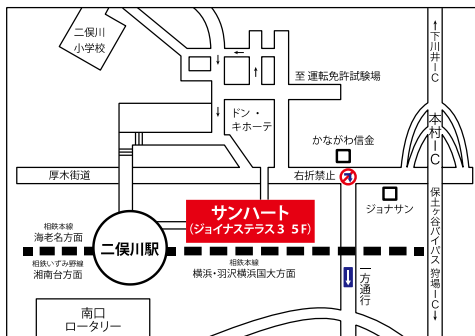 二俣川
小学校
至 運転免許試験場
ドン・
キホーテ
かながわ信金
厚木街道
右折禁止
ジョナサン
サンハート
(ジョイナステラス3 5F)
相鉄本線
海老名方面
二俣川駅
相鉄いずみ野線
湘南台方面
相鉄本線
横浜・羽沢横浜国大方面
一方通行
南口
ロータリー
↑下川井IC
本村IC
保土ヶ谷バイパス 狩場IC↓